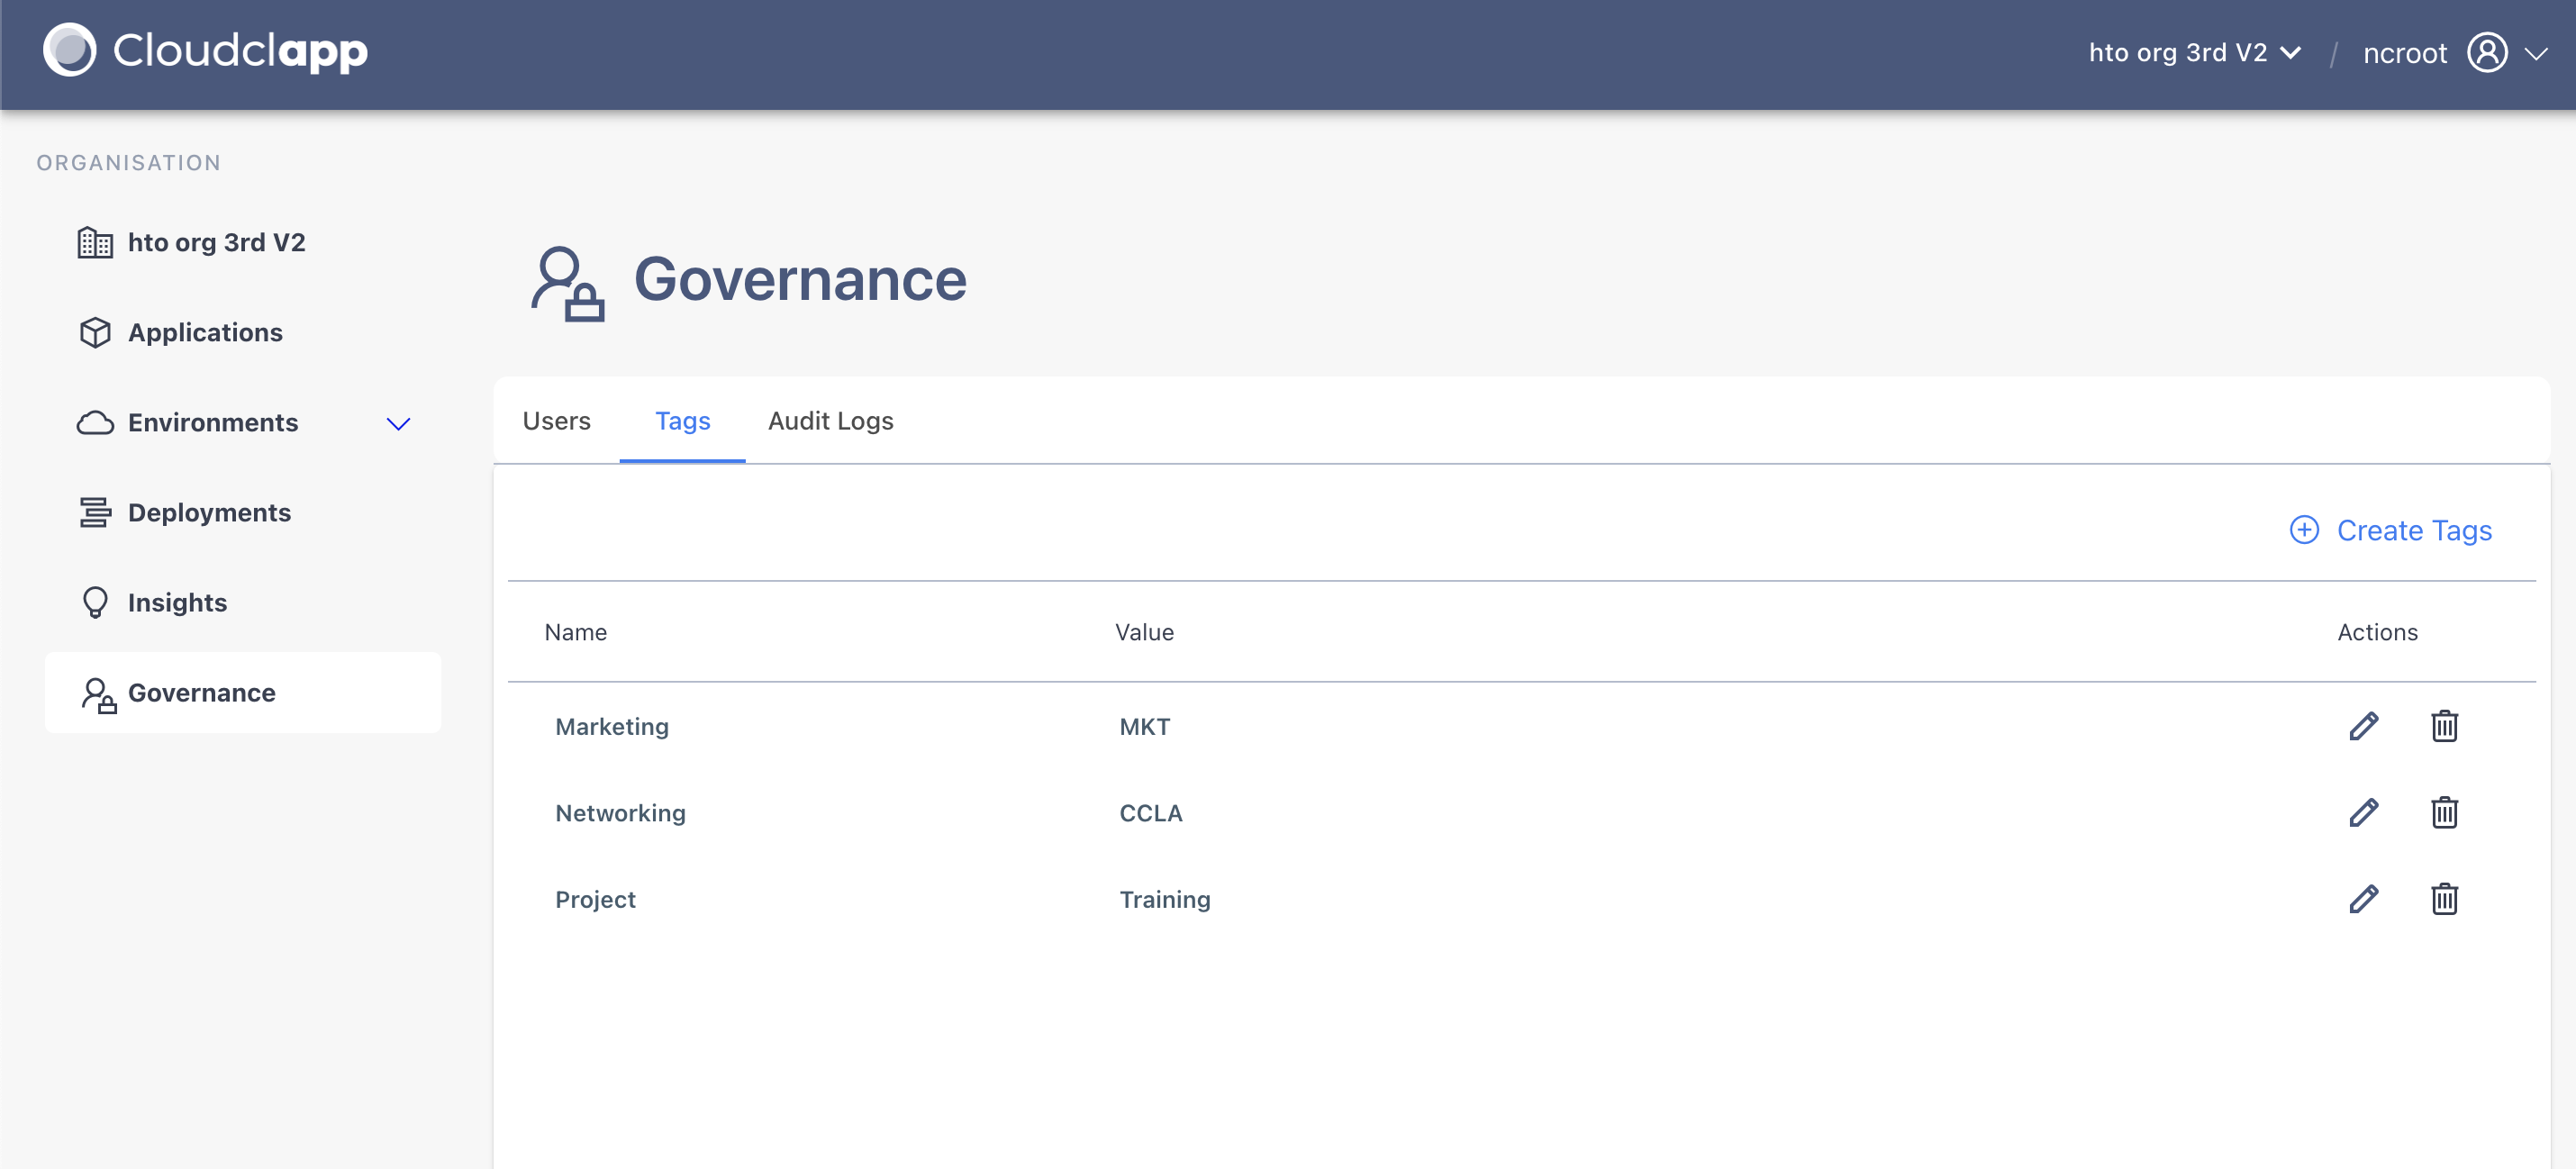 Cloudclapp
hto org 3rd V2 / ncroot
ORGANISATION
hto org 3rd V2
Applications
Environments
Deployments
Insights
Governance
Governance
Users Tags Audit Logs
Create Tags
Name Value Actions
Marketing MKT
Networking CCLA
Project Training